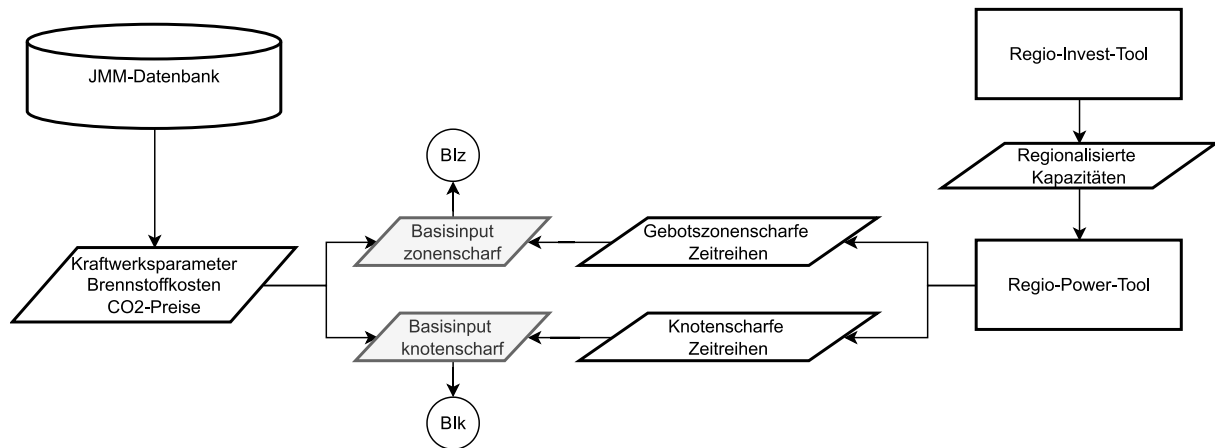 JMM-Datenbank
Regio-Invest-Tool
BIz
Regionalisierte
Kapazitäten
Basisinput
zonenscharf
Gebotszonenscharfe
Zeitreihen
Kraftwerksparameter
Brennstoffkosten
CO2-Preise
Regio-Power-Tool
Basisinput
knotenscharf
Knotenscharfe
Zeitreihen
BIk